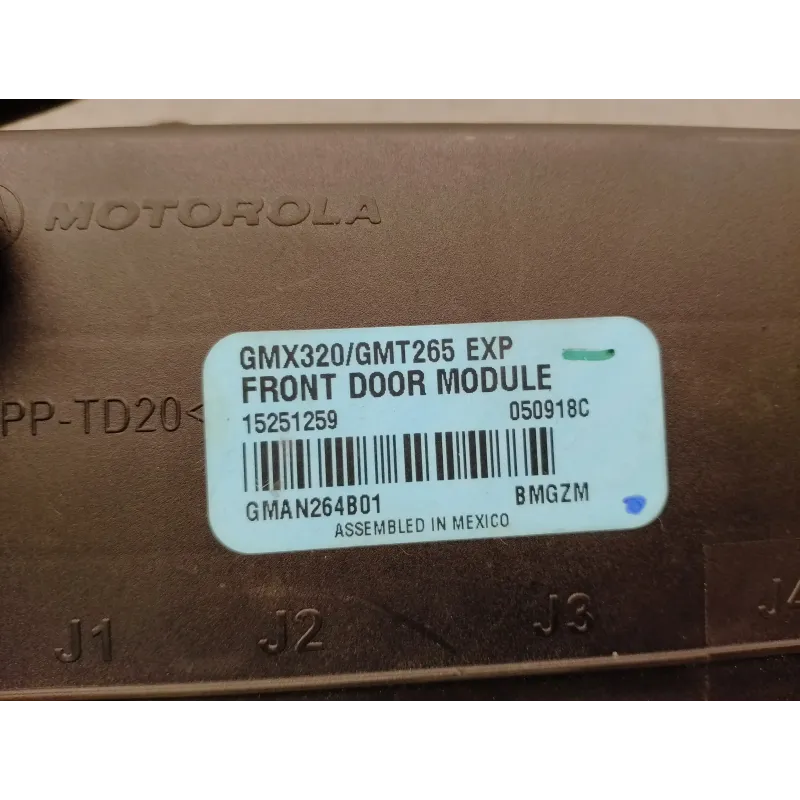 MOTOROLA
GMX320/GMT265 EXP
FRONT DOOR MODULE
PP-TD20<
15251259 050918C
GMAN264B01 BMGZM
ASSEMBLED IN MEXICO
J1 J2 J3 J4